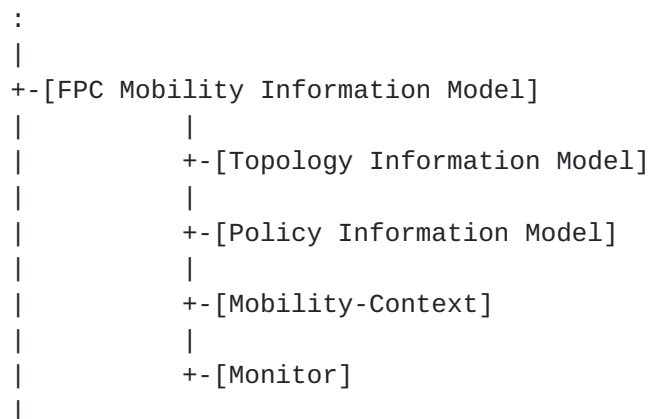 :
|
+-[FPC Mobility Information Model]
|          |
|          +-[Topology Information Model]
|          |
|          +-[Policy Information Model]
|          |
|          +-[Mobility-Context]
|          |
|          +-[Monitor]
|